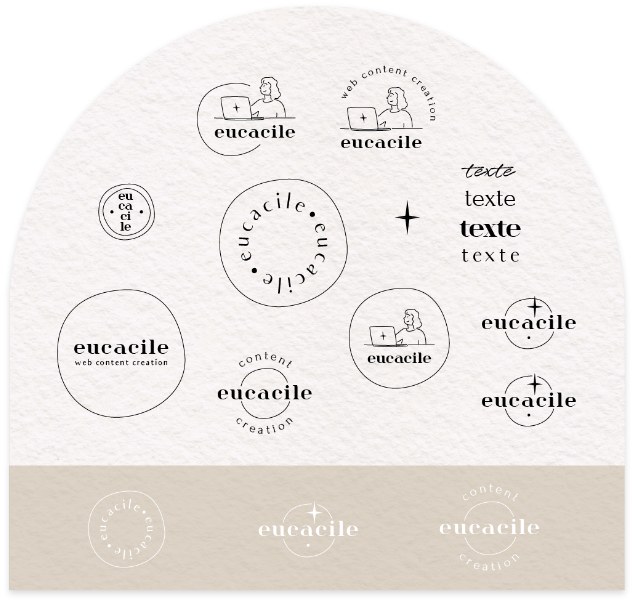 eucacile
web content creation
eucacile
texte
texte
texte
texte
eu
ca
ci
le
eucacile • eucacile •
eucacile
web content creation
eucacile
eucacile
content
eucacile
creation
eucacile
eucacile • eucacile •
eucacile
content
eucacile
creation